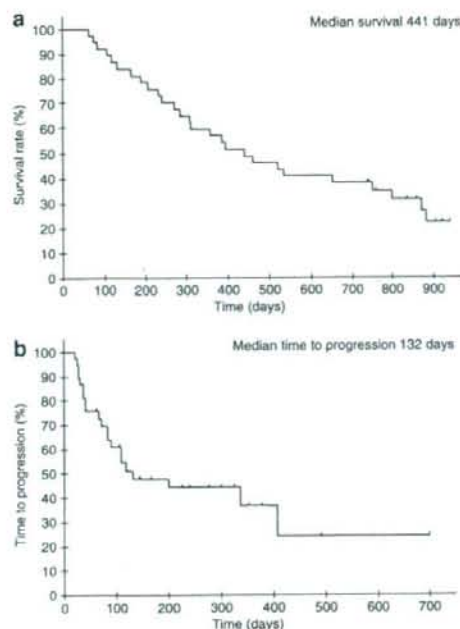 a
Median survival 441 days
100
90
80
70
60
50
40
30
20
10
0
Survival rate (%)
0 100 200 300 400 500 600 700 800 900
Time (days)
b
Median time to progression 132 days
100
90
80
70
60
50
40
30
20
10
0
Time to progression (%)
0 100 200 300 400 500 600 700
Time (days)